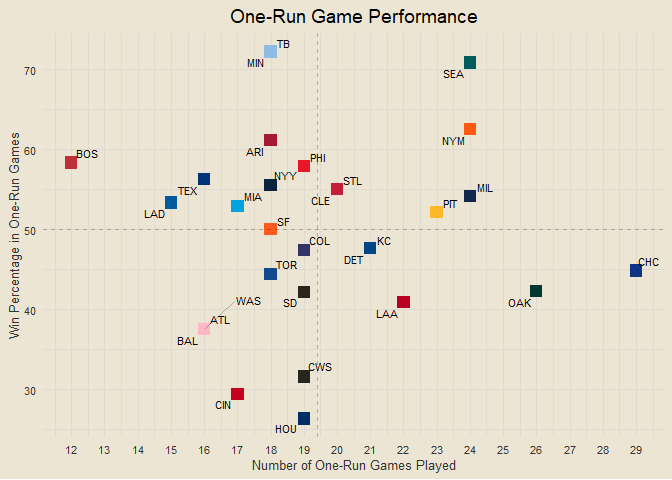 One-Run Game Performance
Win Percentage in One-Run Games
70
60
50
40
30
TB
MIN
SEA
NYM
ARI
BOS
PHI
TEX
NYY
STL
CLE
MIL
LAD
MIA
PIT
SF
COL
KC
DET
TOR
CHC
WAS
SD
OAK
LAA
ATL
BAL
CWS
CIN
HOU
12 13 14 15 16 17 18 19 20 21 22 23 24 25 26 27 28 29
Number of One-Run Games Played